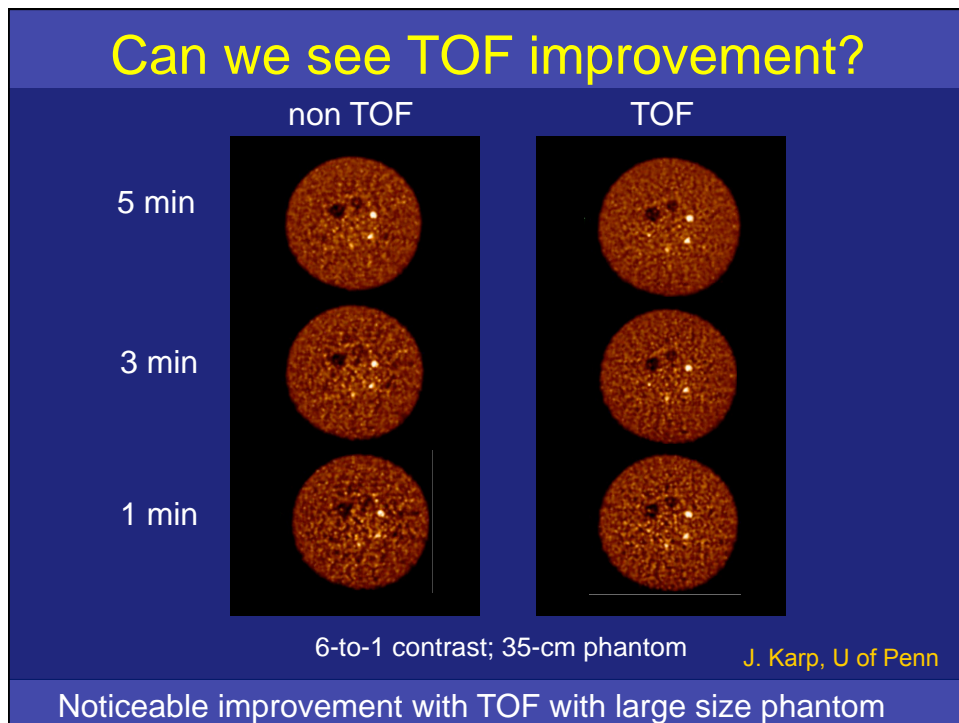 Can we see TOF improvement?
non TOF TOF
5 min
3 min
1 min
6-to-1 contrast; 35-cm phantom
J. Karp, U of Penn
Noticeable improvement with TOF with large size phantom